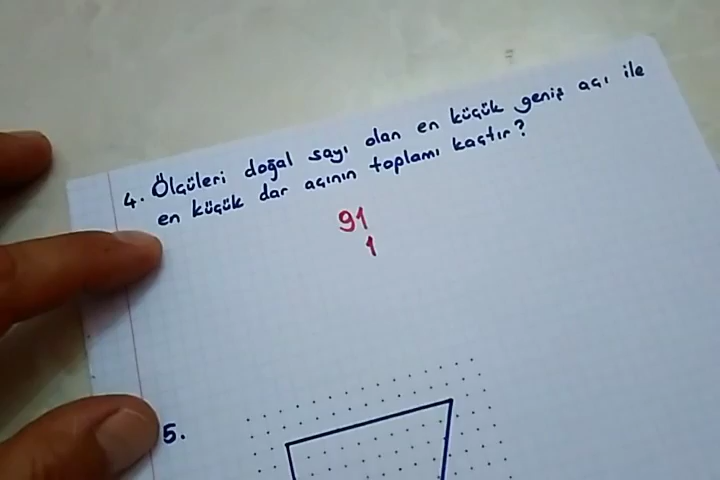 4. Ölçüleri doğal sayı olan en küçük geniş açı ile
en küçük dar açının toplamı kaçtır?
91
1
5.